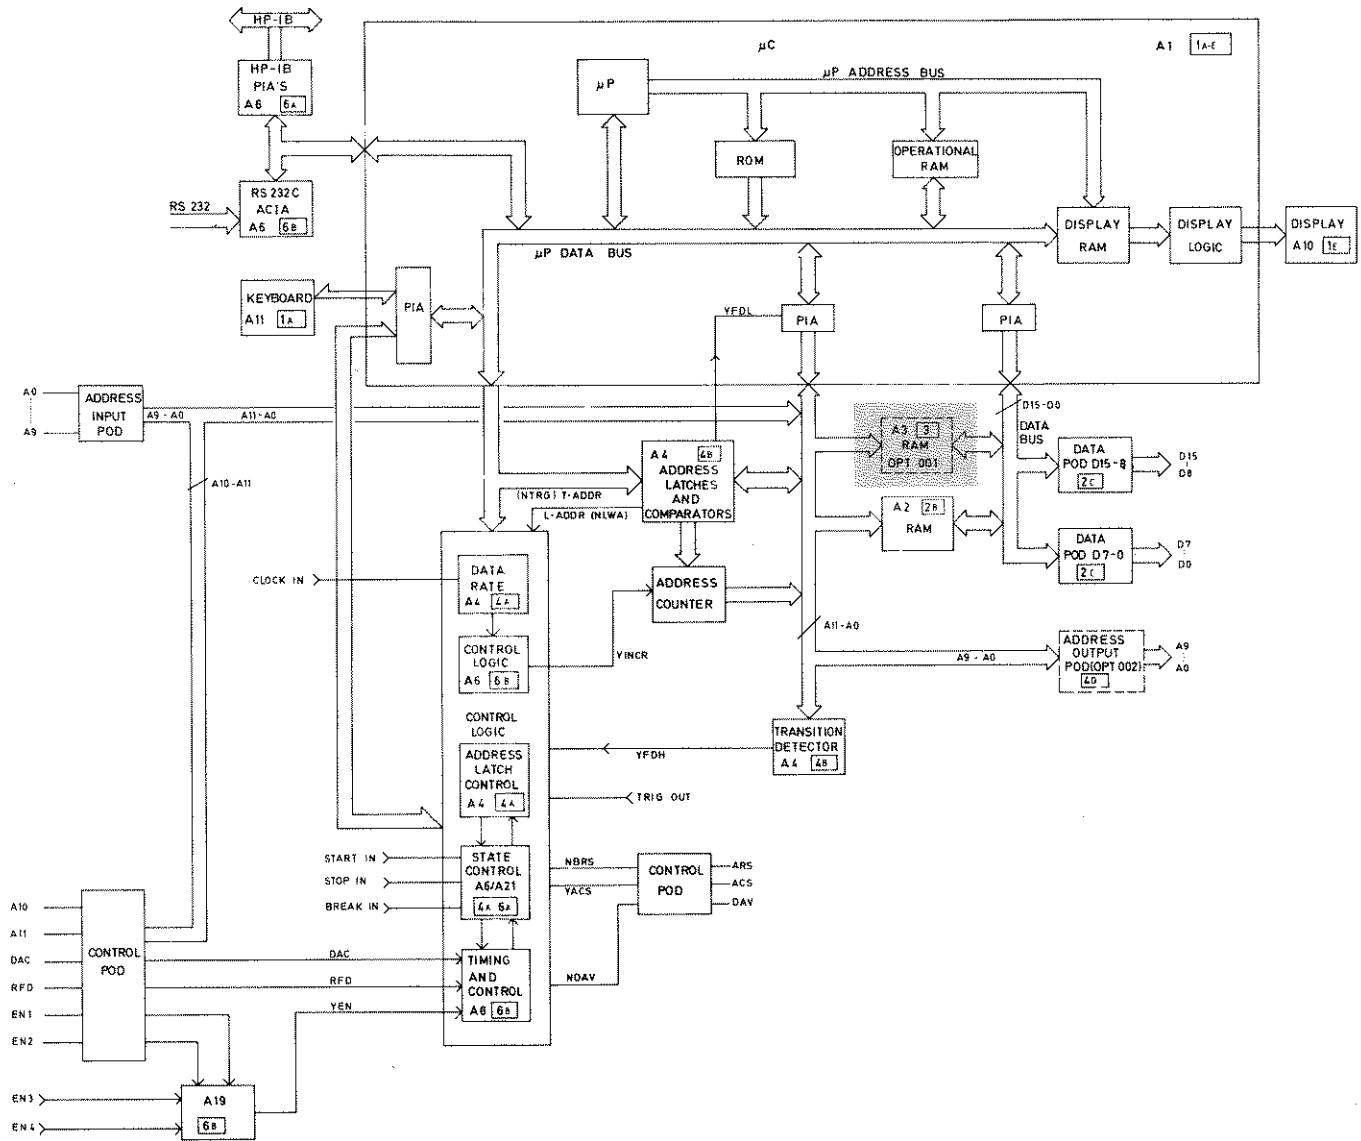 HP-IB
HP-IB
PIA'S
A6 6A
RS 232C
ACIA
A6 6B
RS 232
µC
A1 1A-E
µP
µP ADDRESS BUS
ROM
OPERATIONAL
RAM
DISPLAY
RAM
DISPLAY
LOGIC
DISPLAY
A10 1E
µP DATA BUS
KEYBOARD
A11 1A
PIA
YFDL
PIA
PIA
A0
A9
ADDRESS
INPUT
POD
A9-A0
A11-A0
A10-A11
D15-D0
DATA
BUS
A3 3
RAM
OPT 001
A2 2B
RAM
DATA
POD D15-8
2C
D15
D8
DATA
POD D7-0
2C
D7
D0
A4 4B
ADDRESS
LATCHES
AND
COMPARATORS
(NTRG) T-ADDR
L-ADDR (NLWA)
CLOCK IN
DATA
RATE
A4 4A
ADDRESS
COUNTER
CONTROL
LOGIC
A6 6B
YINCR
A11-A0
A9 - A0
ADDRESS
OUTPUT
POD(OPT 002)
4B
A9
A0
CONTROL
LOGIC
ADDRESS
LATCH
CONTROL
A4 4A
TRANSITION
DETECTOR
A4 4B
YFDH
TRIG OUT
START IN
STOP IN
BREAK IN
STATE
CONTROL
A6/A21
4A 6A
NBRS
YACS
CONTROL
POD
ARS
ACS
DAV
A10
A11
DAC
RFD
EN1
EN2
CONTROL
POD
DAC
RFD
YEN
TIMING
AND
CONTROL
A6 6B
NDAV
EN3
EN4
A19
6B